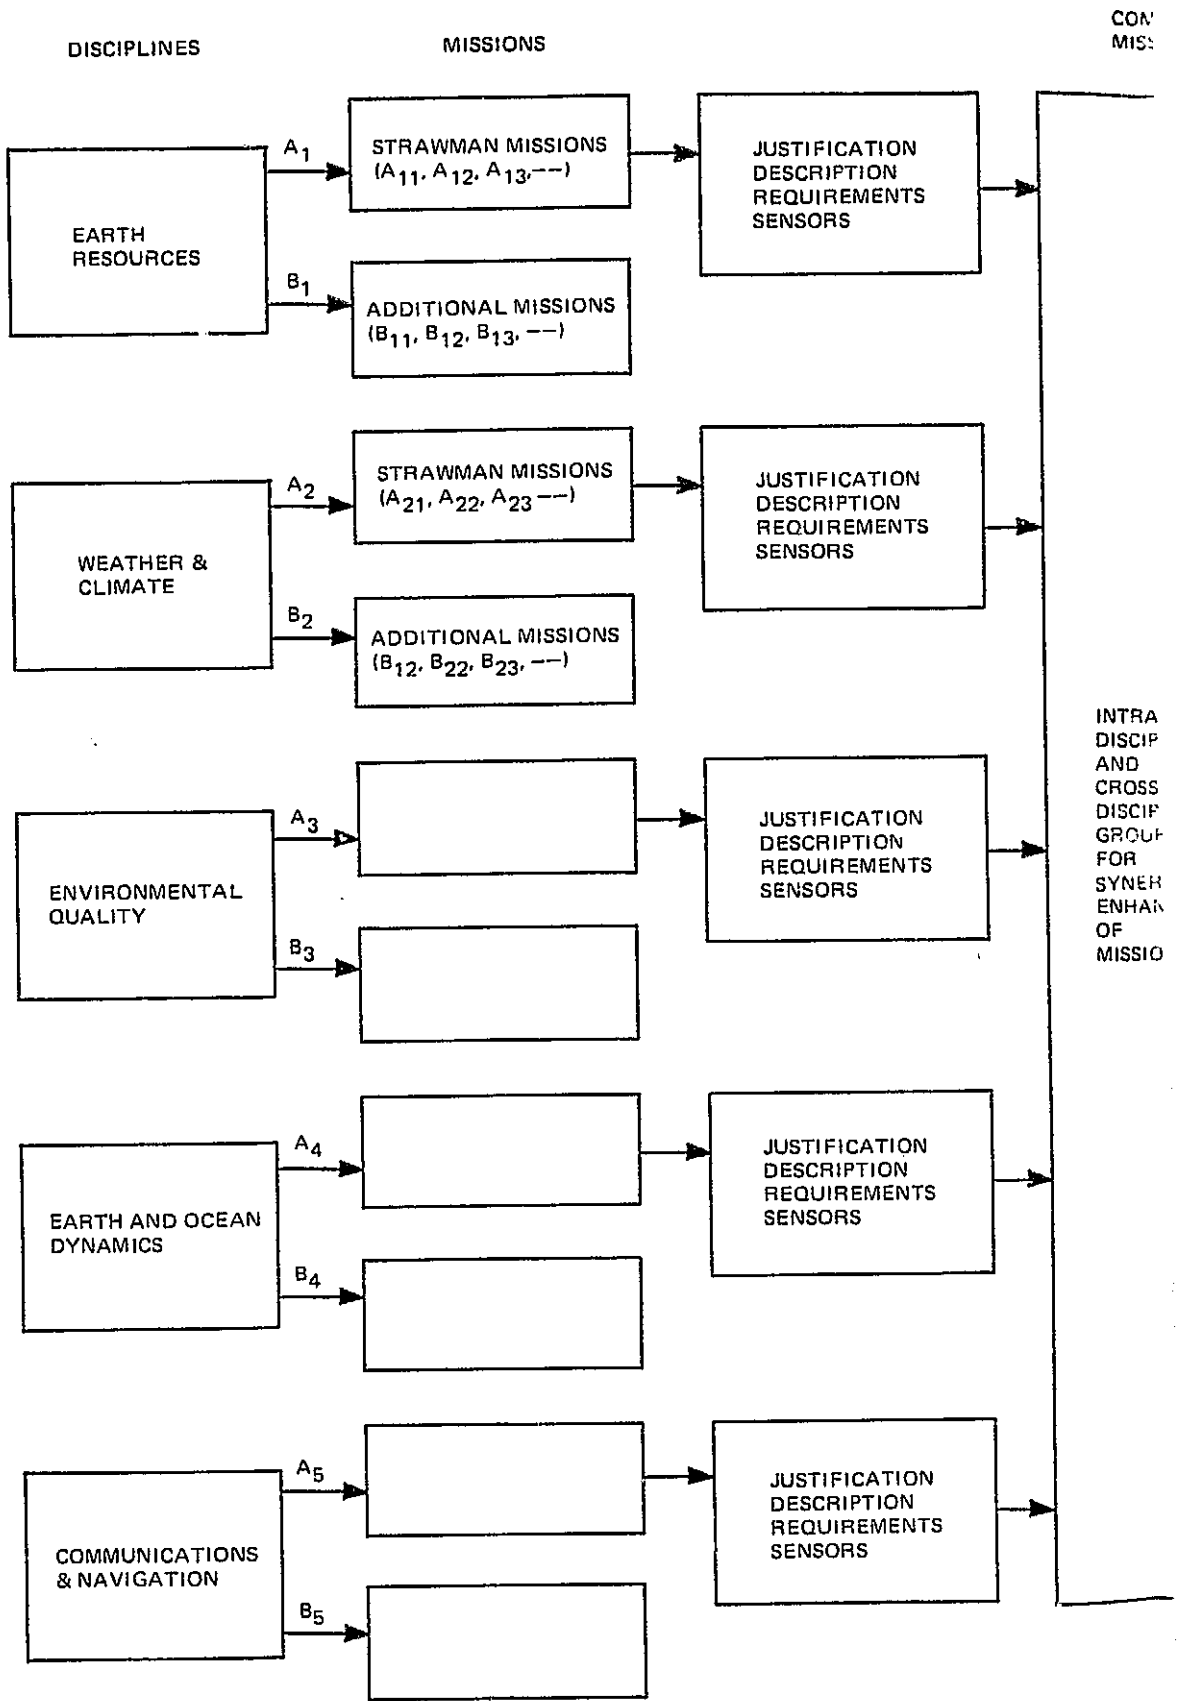 DISCIPLINES
MISSIONS
EARTH
RESOURCES
A1
STRAWMAN MISSIONS
(A11, A12, A13,——)
JUSTIFICATION
DESCRIPTION
REQUIREMENTS
SENSORS
B1
ADDITIONAL MISSIONS
(B11, B12, B13, ——)
WEATHER &
CLIMATE
A2
STRAWMAN MISSIONS
(A21, A22, A23 ——)
JUSTIFICATION
DESCRIPTION
REQUIREMENTS
SENSORS
B2
ADDITIONAL MISSIONS
(B12, B22, B23, ——)
ENVIRONMENTAL
QUALITY
A3
JUSTIFICATION
DESCRIPTION
REQUIREMENTS
SENSORS
B3
EARTH AND OCEAN
DYNAMICS
A4
JUSTIFICATION
DESCRIPTION
REQUIREMENTS
SENSORS
B4
COMMUNICATIONS
& NAVIGATION
A5
JUSTIFICATION
DESCRIPTION
REQUIREMENTS
SENSORS
B5
INTRA
AND
CROSS
FOR
OF